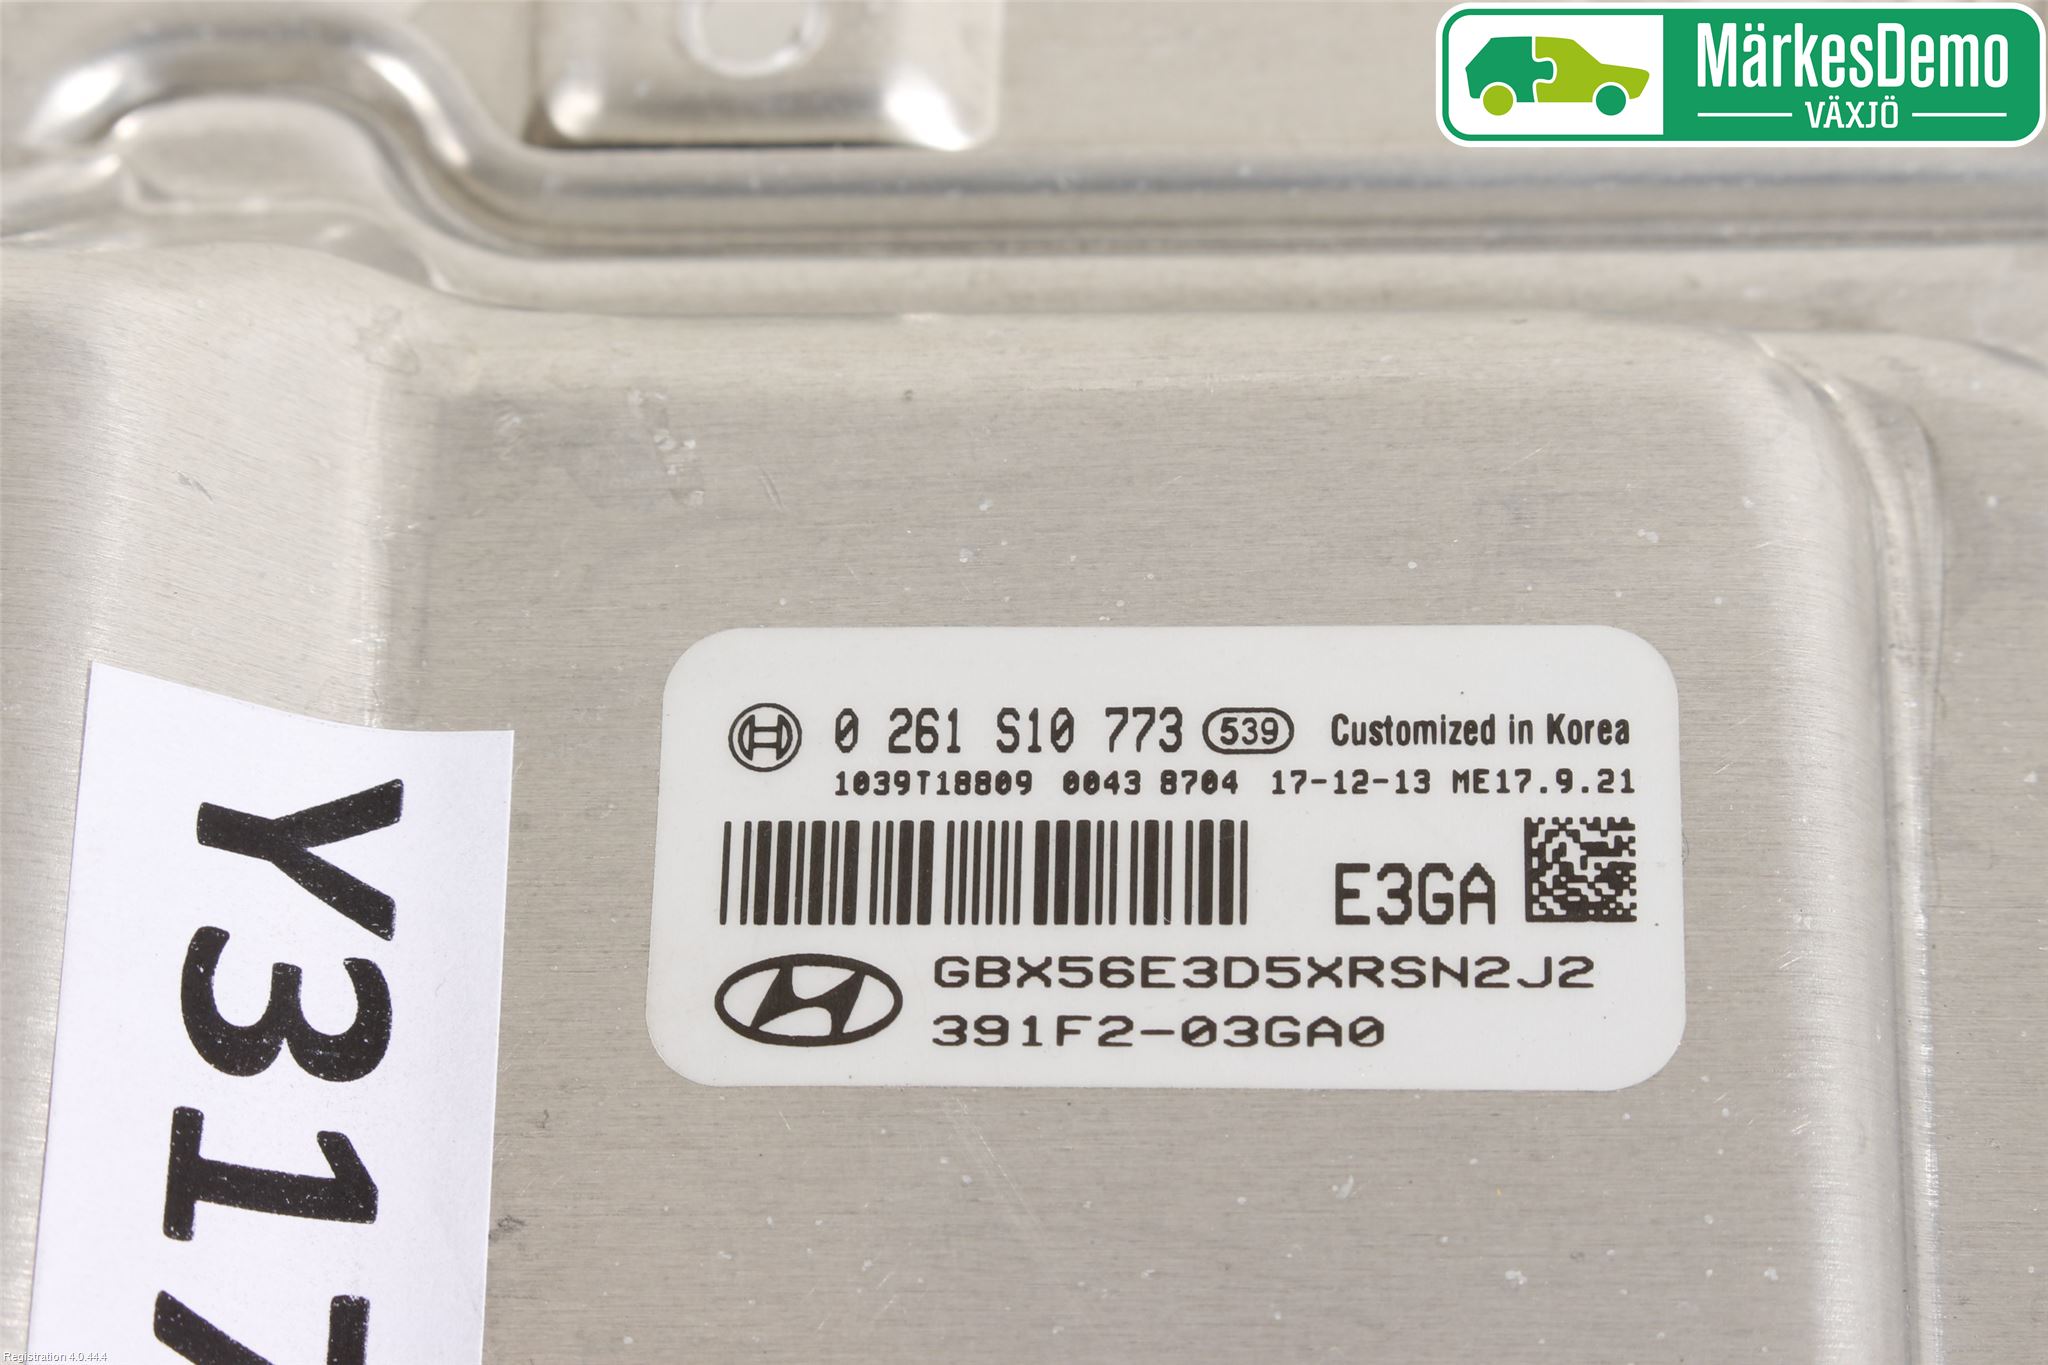 MärkesDemo
VÄXJÖ
0 261 S10 773 539 Customized in Korea
1039T18809 0043 8704 17-12-13 ME17.9.21
E3GA
GBX56E3D5XRSN2J2
391F2-03GA0
Y317
Registration 4.0.44.4